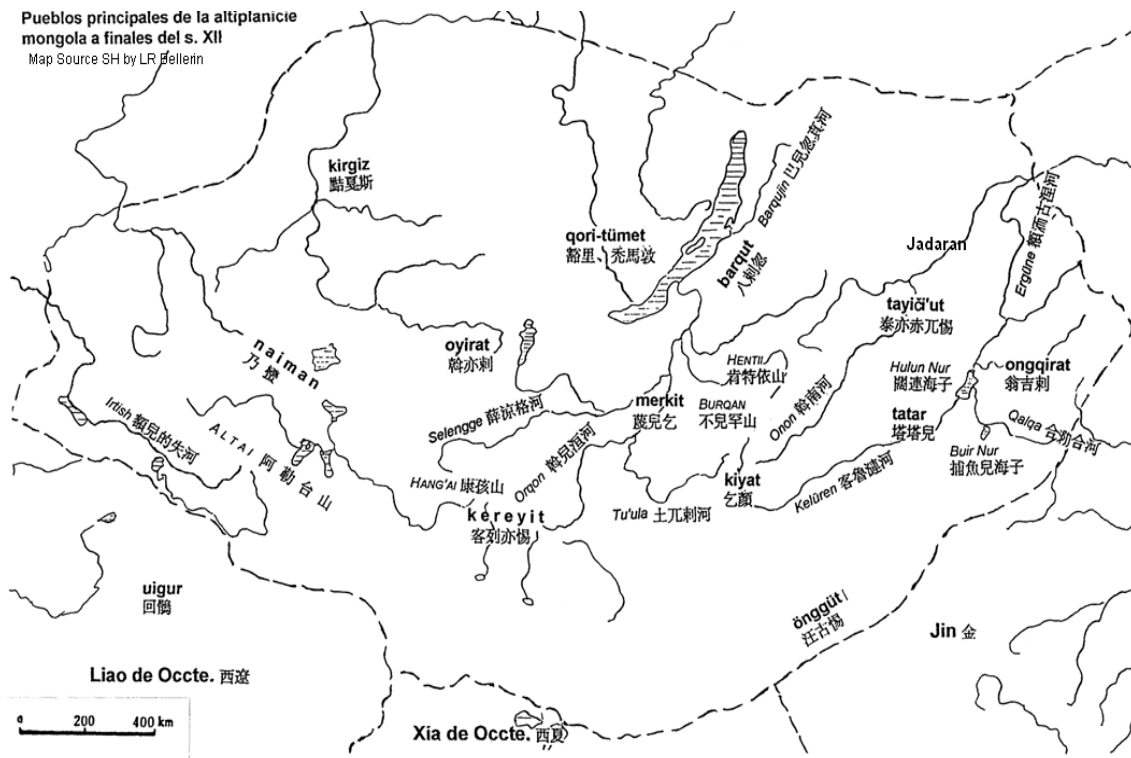 Pueblos principales de la altiplanicie
mongola a finales del s. XII
Map Source SH by LR Bellerin
kirgiz
黠戛斯
qori-tümet
豁里、禿馬敦
Barqujin 巴兒忽真河
barqut
八剌忽
Jadaran
Ergüne 額洏古涅河
tayiči'ut
泰亦赤兀惕
naiman
乃蠻
oyirat
斡亦剌
HENTII
肯特依山
Hulun Nur
闊連海子
ongqirat
翁吉剌
merkit
蔑兒乞
BURQAN
不兒罕山
Onon 斡難河
tatar
塔塔兒
Qalqa 合勒合河
Irtish 額兒的失河
ALTAI 阿勒台山
Selengge 薛涼格河
Orqon 斡兒洹河
HANG'AI 康孩山
Buir Nur
捕魚兒海子
kiyat
乞顏
Kelüren 客魯漣河
kereyit
客列亦惕
Tu'ula 土兀剌河
uigur
回鶻
önggüt
汪古惕
Jin 金
Liao de Occte. 西遼
Xia de Occte. 西夏
0 200 400 km